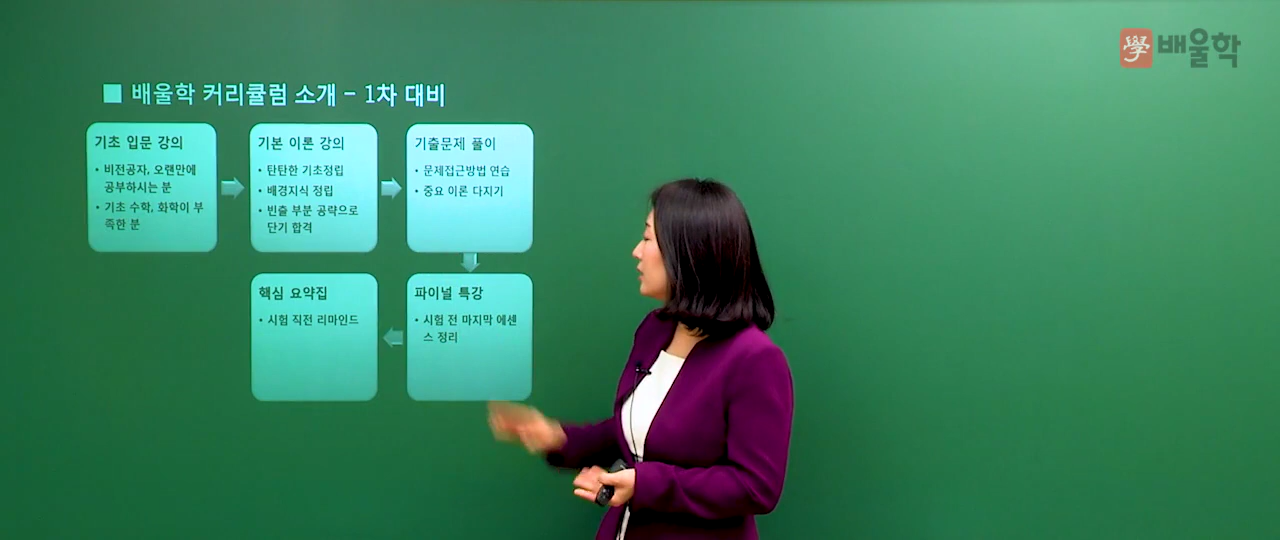 學 배울학
■ 배울학 커리큘럼 소개 – 1차 대비
기초 입문 강의
• 비전공자, 오랜만에
공부하시는 분
• 기초 수학, 화학이 부
족한 분
기본 이론 강의
• 탄탄한 기초정립
• 배경지식 정립
• 빈출 부분 공략으로
단기 합격
기출문제 풀이
• 문제접근방법 연습
• 중요 이론 다지기
파이널 특강
• 시험 전 마지막 에센
스 정리
핵심 요약집
• 시험 직전 리마인드